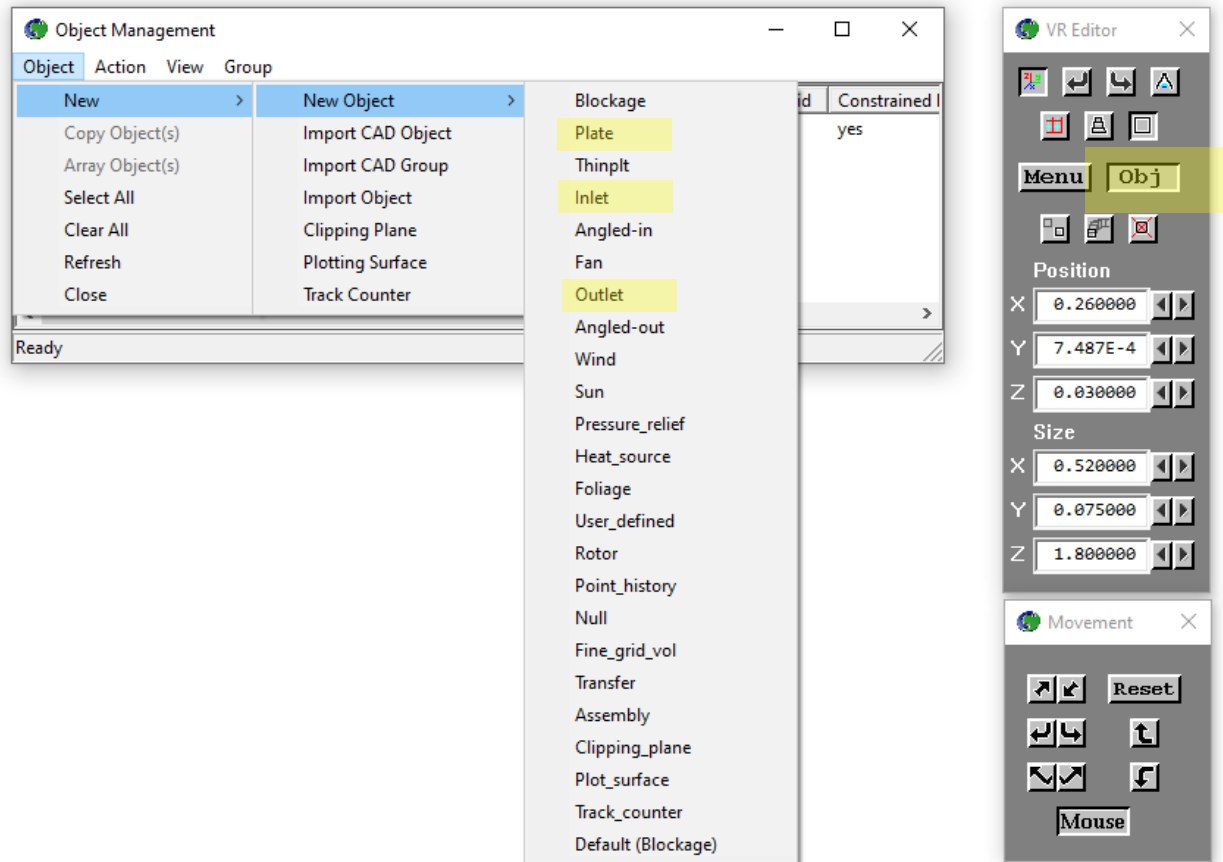 Object Management
Object Action View Group
New
Copy Object(s)
Array Object(s)
Select All
Clear All
Refresh
Close
New Object
Import CAD Object
Import CAD Group
Import Object
Clipping Plane
Plotting Surface
Track Counter
Blockage
Plate
ThinPlt
Inlet
Angled-in
Fan
Outlet
Angled-out
Wind
Sun
Pressure_relief
Heat_source
Foliage
User_defined
Rotor
Point_history
Null
Fine_grid_vol
Transfer
Assembly
Clipping_plane
Plot_surface
Track_counter
Default (Blockage)
id Constrained
yes
Ready
VR Editor
Menu Obj
Position
X 0.260000
Y 7.487E-4
Z 0.030000
Size
X 0.520000
Y 0.075000
Z 1.800000
Movement
Reset
Mouse